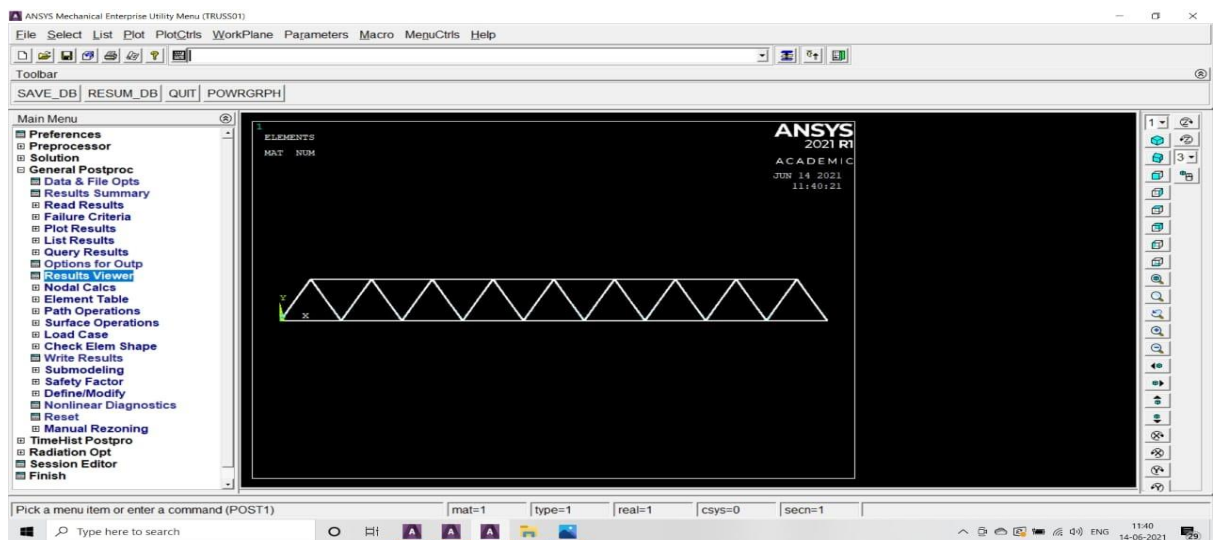 ANSYS Mechanical Enterprise Utility Menu (TRUSS01)
File Select List Plot PlotCtrls WorkPlane Parameters Macro MenuCtrls Help
Toolbar
SAVE_DB RESUM_DB QUIT POWRGRPH
Main Menu
Preferences
Preprocessor
Solution
General Postproc
Data & File Opts
Results Summary
Read Results
Failure Criteria
Plot Results
List Results
Query Results
Options for Outp
Results Viewer
Nodal Calcs
Element Table
Path Operations
Surface Operations
Load Case
Check Elem Shape
Write Results
Submodeling
Safety Factor
Define/Modify
Nonlinear Diagnostics
Reset
Manual Rezoning
TimeHist Postpro
Radiation Opt
Session Editor
Finish
1
ELEMENTS
MAT NUM
ANSYS
2021 R1
ACADEMIC
JUN 14 2021
11:40:21
Y
X
1
3
Pick a menu item or enter a command (POST1)
mat=1 type=1 real=1 csys=0 secn=1
Type here to search
ENG
11:40
14-06-2021
29